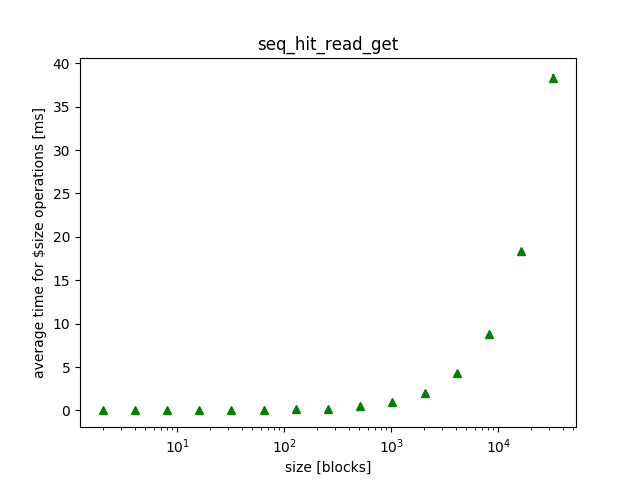 seq_hit_read_get
average time for $size operations [ms]
40
35
30
25
20
15
10
5
0
10¹ 10² 10³ 10⁴
size [blocks]